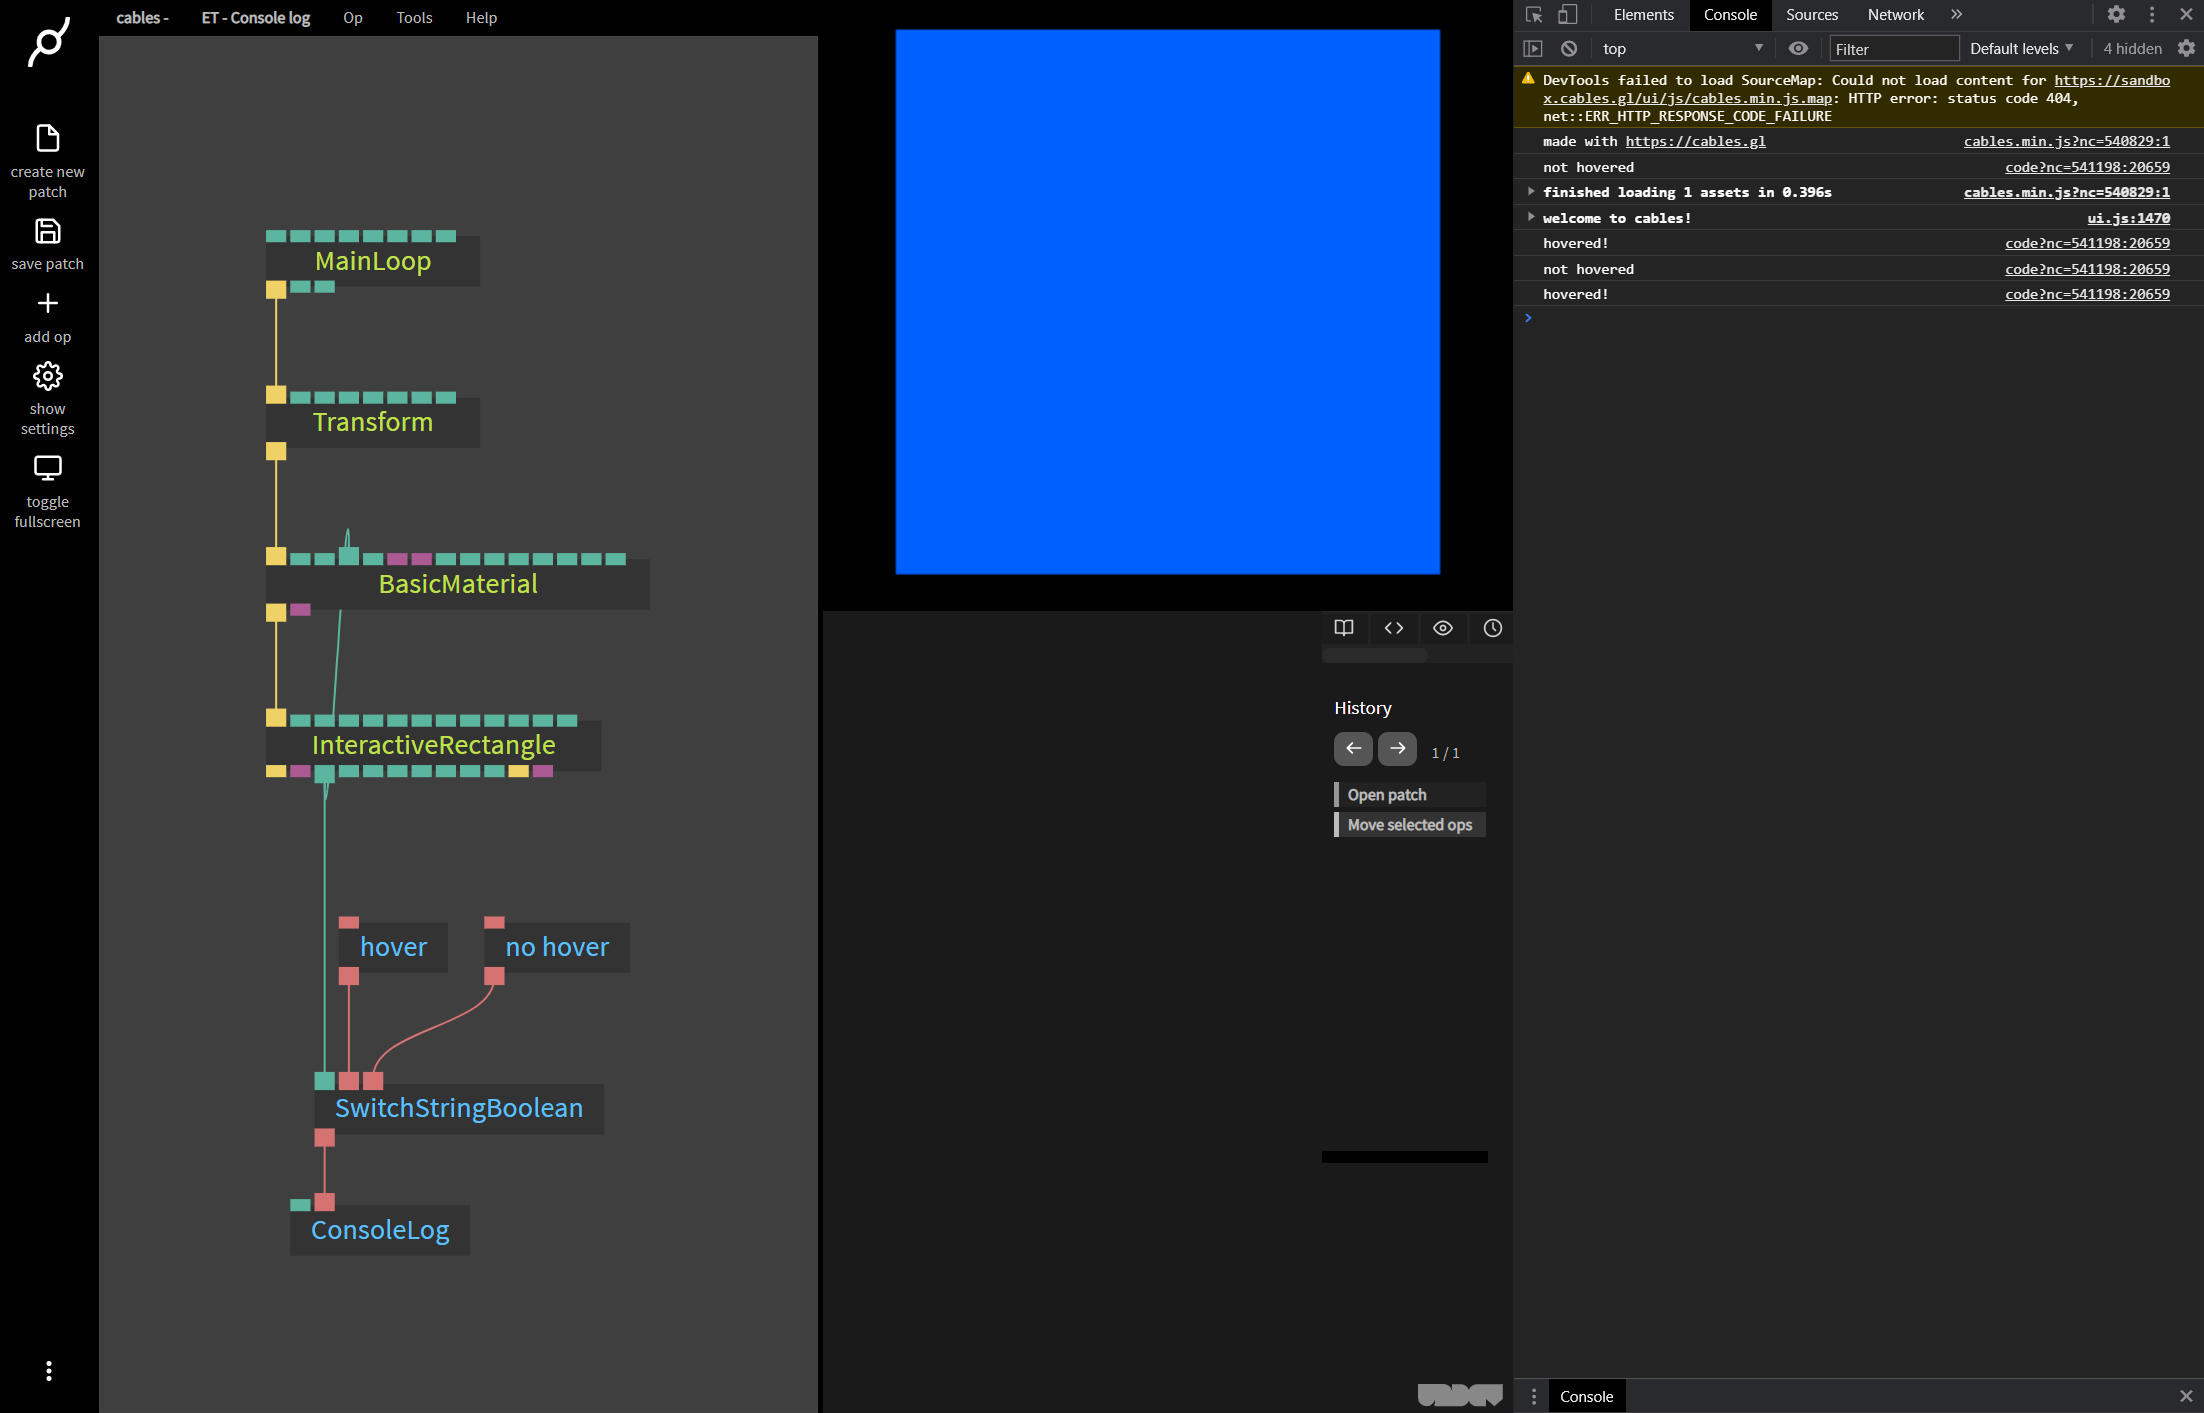 cables -
ET - Console log
Op
Tools
Help
create new
patch
save patch
add op
show
settings
toggle
fullscreen
MainLoop
Transform
BasicMaterial
InteractiveRectangle
hover
no hover
SwitchStringBoolean
ConsoleLog
History
1 / 1
Open patch
Move selected ops
Elements
Console
Sources
Network
top
Filter
Default levels
4 hidden
DevTools failed to load SourceMap: Could not load content for https://sandbo
x.cables.gl/ui/js/cables.min.js.map: HTTP error: status code 404,
net::ERR_HTTP_RESPONSE_CODE_FAILURE
made with https://cables.gl cables.min.js?nc=540829:1
not hovered code?nc=541198:20659
finished loading 1 assets in 0.396s cables.min.js?nc=540829:1
welcome to cables! ui.js:1470
hovered! code?nc=541198:20659
not hovered code?nc=541198:20659
hovered! code?nc=541198:20659
Console